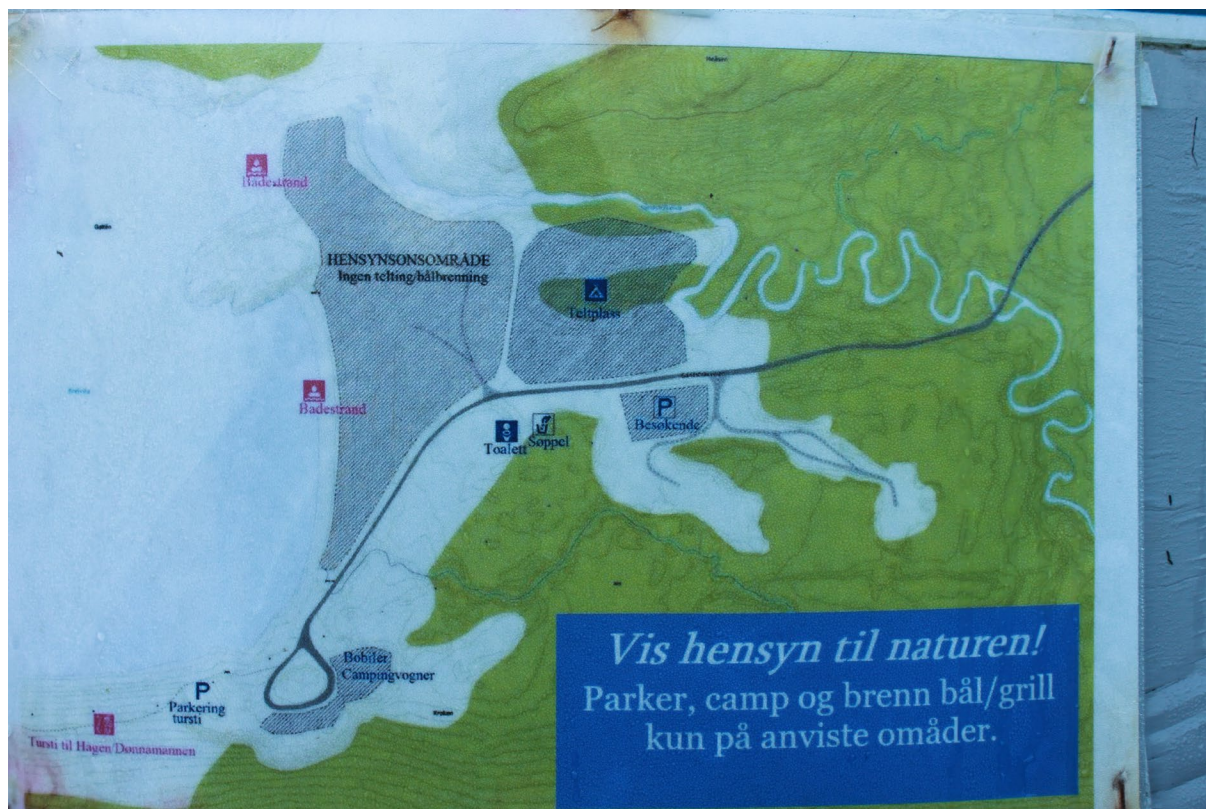 Badestrand
HENSYNSONSOMRÅDE
Ingen telting/bålbrenning
Teltplass
Badestrand
P
Besøkende
Toalett
Søppel
Bobiler
Campingvogner
P
Parkering
tursti
Tursti til Hagen/Dønnamannen
Vis hensyn til naturen!
Parker, camp og brenn bål/grill
kun på anviste omåder.